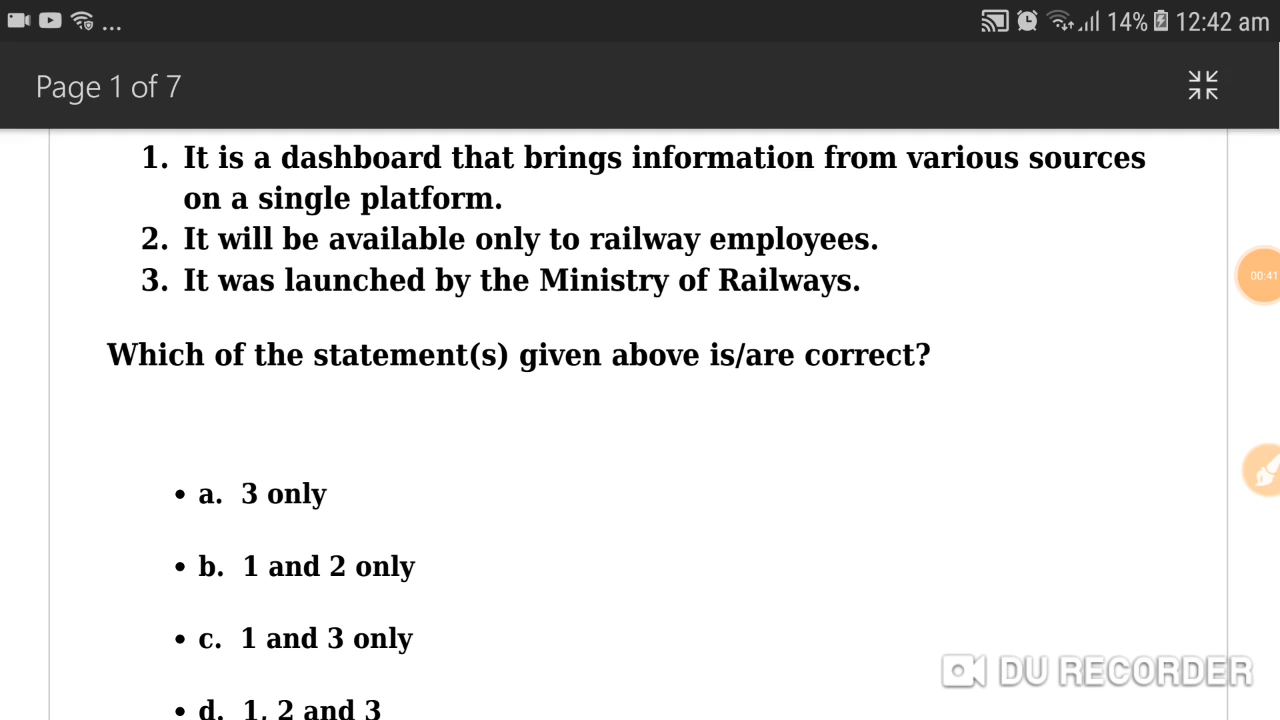 ...
14% 12:42 am
Page 1 of 7
1. It is a dashboard that brings information from various sources
on a single platform.
2. It will be available only to railway employees.
3. It was launched by the Ministry of Railways.
00:41
Which of the statement(s) given above is/are correct?
• a. 3 only
• b. 1 and 2 only
• c. 1 and 3 only
DU RECORDER
• d. 1, 2 and 3